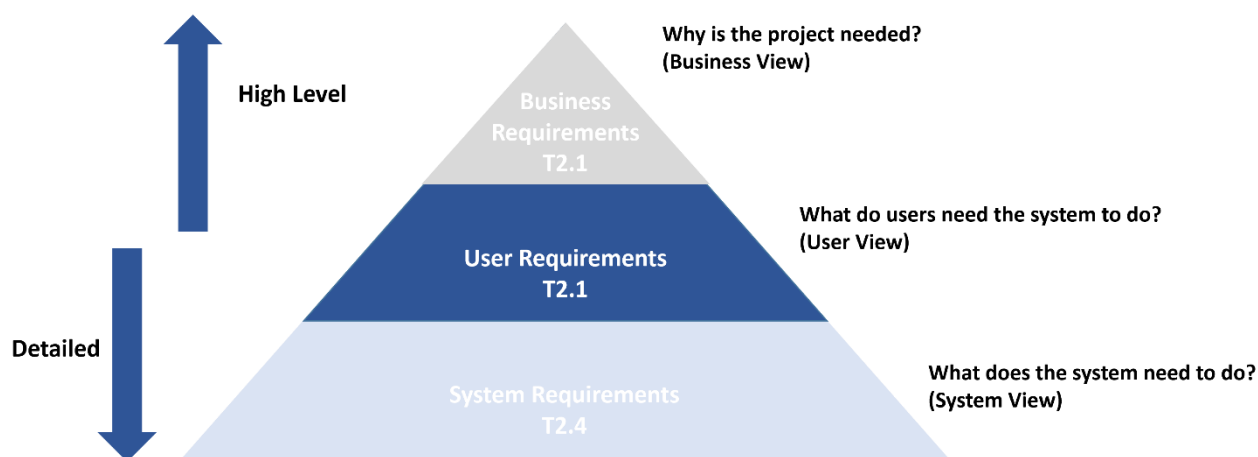 Why is the project needed?
(Business View)
High Level
Business
Requirements
T2.1
What do users need the system to do?
(User View)
User Requirements
T2.1
Detailed
What does the system need to do?
(System View)
System Requirements
T2.4